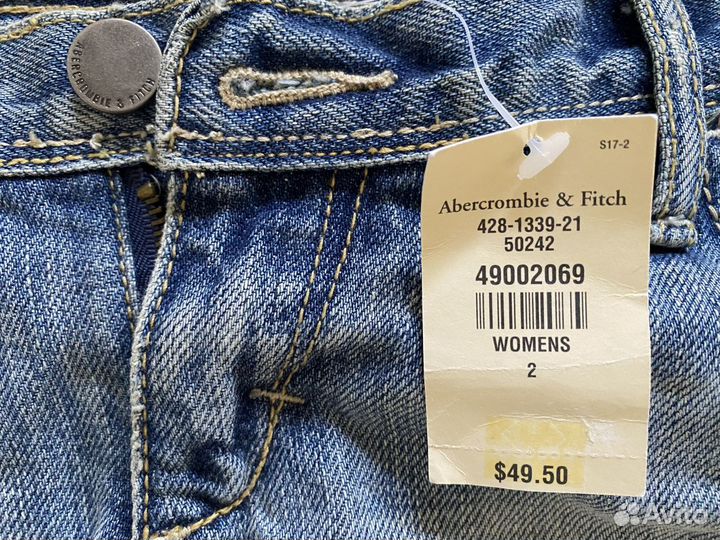 ABERCROMBIE & FITCH
S17-2
Abercrombie & Fitch
428-1339-21
50242
49002069
WOMENS
2
$49.50
Avito